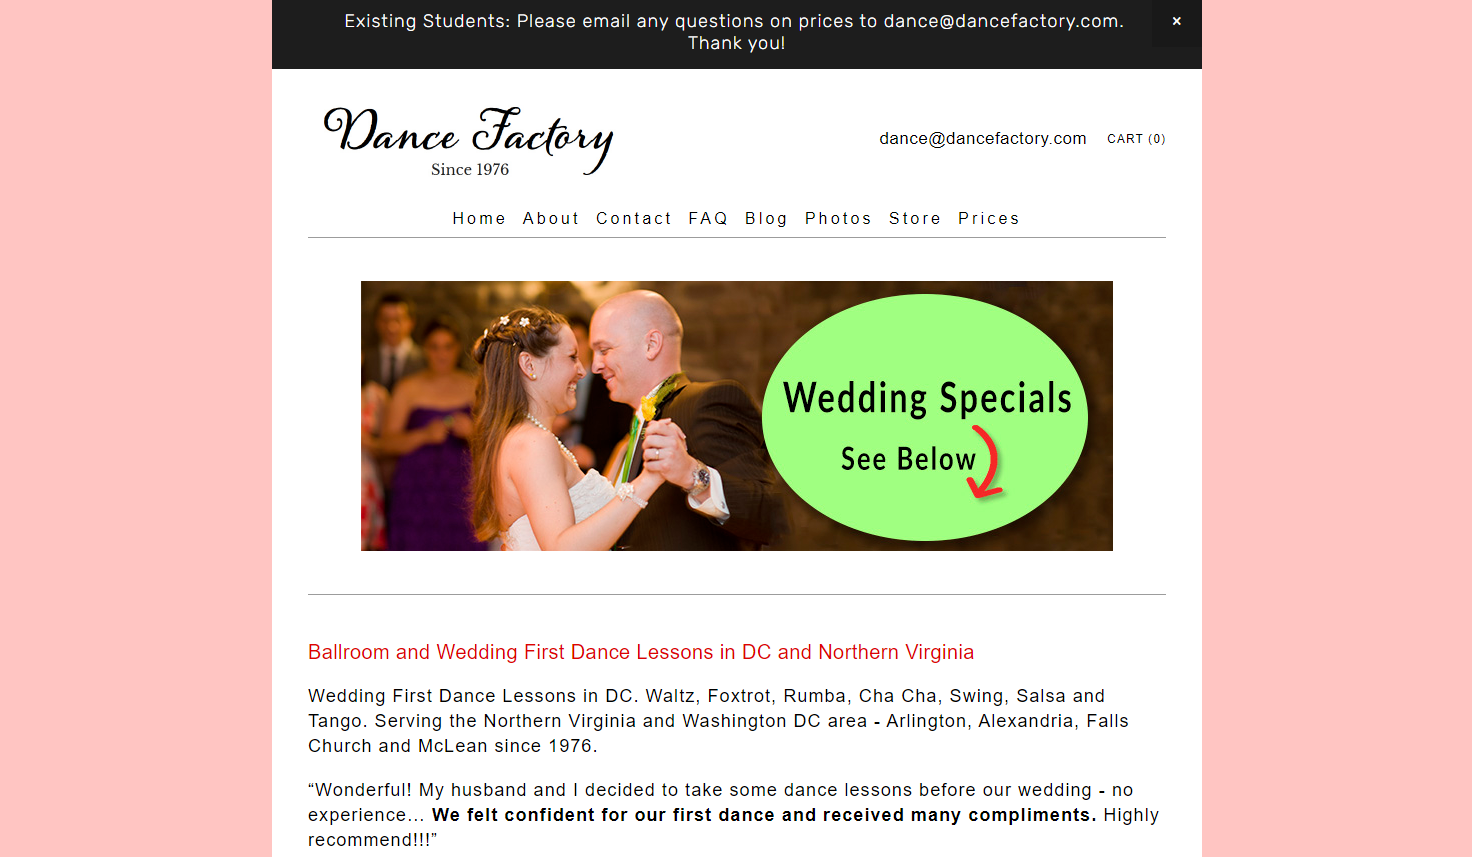 Existing Students: Please email any questions on prices to dance@dancefactory.com.
Thank you!
×
Dance Factory
Since 1976
dance@dancefactory.com
CART (0)
Home About Contact FAQ Blog Photos Store Prices
Wedding Specials
See Below
Ballroom and Wedding First Dance Lessons in DC and Northern Virginia
Wedding First Dance Lessons in DC. Waltz, Foxtrot, Rumba, Cha Cha, Swing, Salsa and
Tango. Serving the Northern Virginia and Washington DC area - Arlington, Alexandria, Falls
Church and McLean since 1976.
“Wonderful! My husband and I decided to take some dance lessons before our wedding - no
experience... We felt confident for our first dance and received many compliments. Highly
recommend!!!”